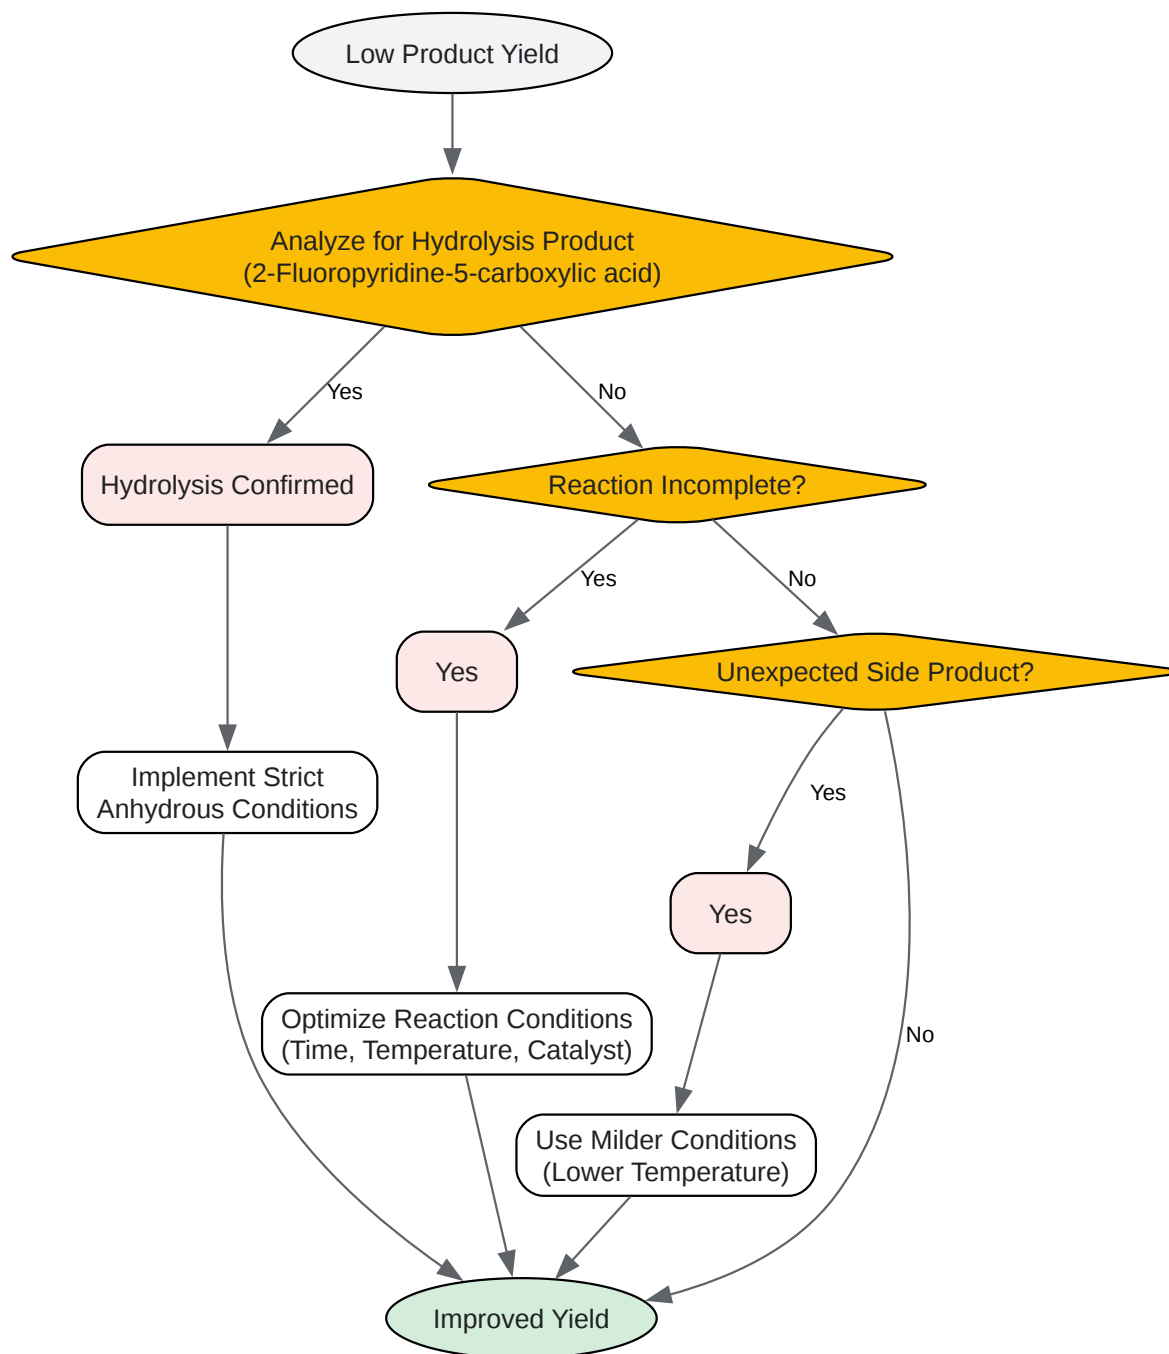 Low Product Yield
Analyze for Hydrolysis Product
(2-Fluoropyridine-5-carboxylic acid)
Yes
No
Hydrolysis Confirmed
Reaction Incomplete?
Yes
No
Yes
Unexpected Side Product?
Implement Strict
Anhydrous Conditions
Yes
Yes
Optimize Reaction Conditions
(Time, Temperature, Catalyst)
No
Use Milder Conditions
(Lower Temperature)
Improved Yield